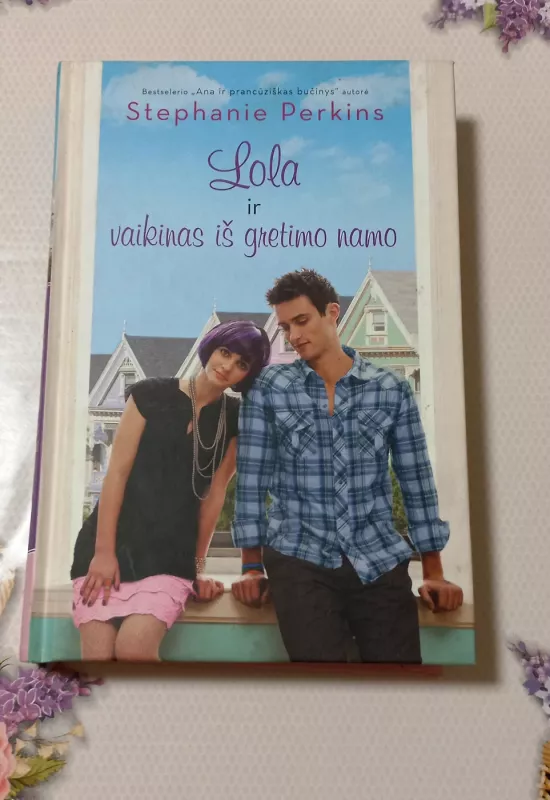 Bestselerio „Ana ir prancūziškas bučinys" autorė
Stephanie Perkins
Lola
ir
vaikinas iš gretimo namo